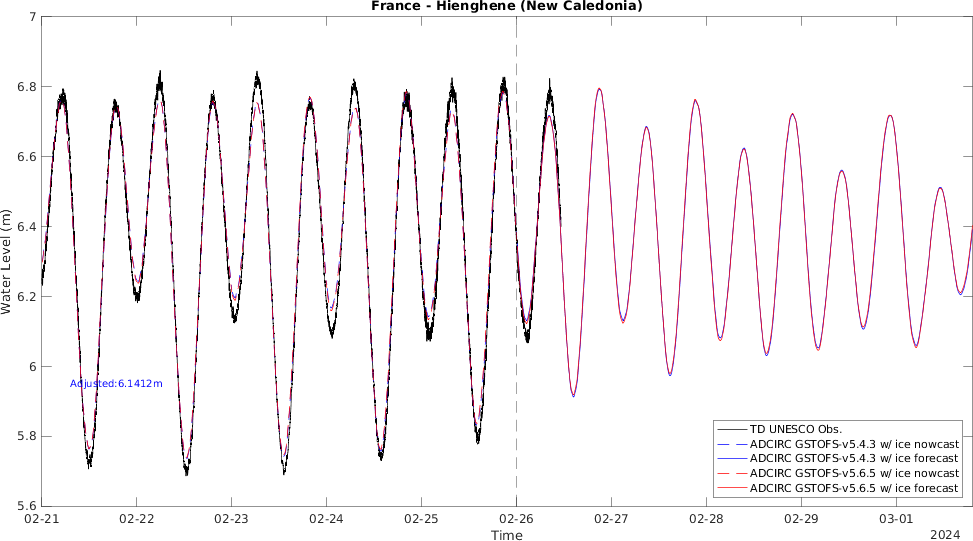 France - Hienghene (New Caledonia)
7
6.8
6.6
6.4
6.2
6
5.8
5.6
Water Level (m)
Adjusted:6.1412m
TD UNESCO Obs.
ADCIRC GSTOFS-v5.4.3 w/ ice nowcast
ADCIRC GSTOFS-v5.4.3 w/ ice forecast
ADCIRC GSTOFS-v5.6.5 w/ ice nowcast
ADCIRC GSTOFS-v5.6.5 w/ ice forecast
02-21 02-22 02-23 02-24 02-25 02-26 02-27 02-28 02-29 03-01
Time
2024